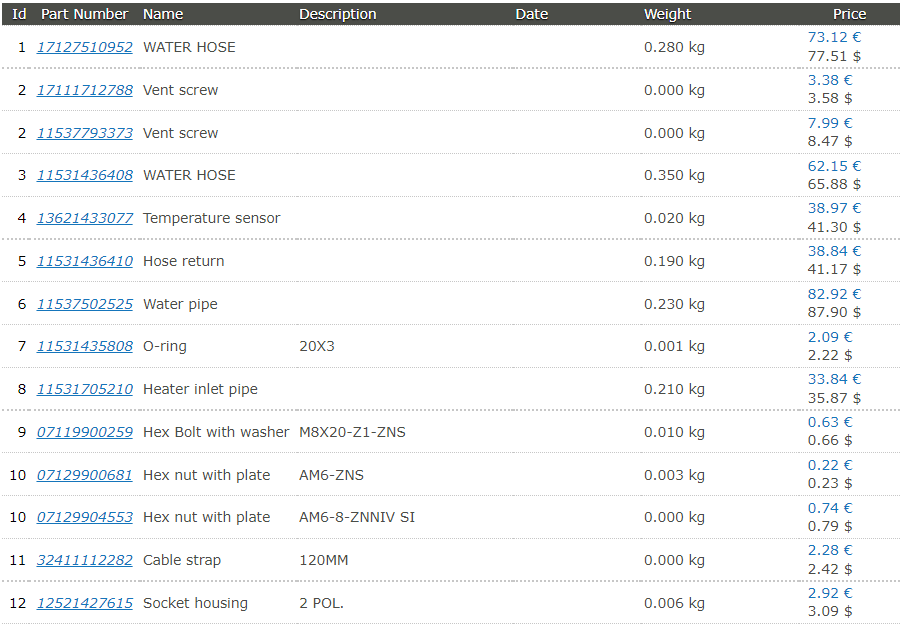 Id Part Number Name Description Date Weight Price
1 17127510952 WATER HOSE 0.280 kg 73.12 €
77.51 $
2 17111712788 Vent screw 0.000 kg 3.38 €
3.58 $
2 11537793373 Vent screw 0.000 kg 7.99 €
8.47 $
3 11531436408 WATER HOSE 0.350 kg 62.15 €
65.88 $
4 13621433077 Temperature sensor 0.020 kg 38.97 €
41.30 $
5 11531436410 Hose return 0.190 kg 38.84 €
41.17 $
6 11537502525 Water pipe 0.230 kg 82.92 €
87.90 $
7 11531435808 O-ring 20X3 0.001 kg 2.09 €
2.22 $
8 11531705210 Heater inlet pipe 0.210 kg 33.84 €
35.87 $
9 07119900259 Hex Bolt with washer M8X20-Z1-ZNS 0.010 kg 0.63 €
0.66 $
10 07129900681 Hex nut with plate AM6-ZNS 0.003 kg 0.22 €
0.23 $
10 07129904553 Hex nut with plate AM6-8-ZNNIV SI 0.000 kg 0.74 €
0.79 $
11 32411112282 Cable strap 120MM 0.000 kg 2.28 €
2.42 $
12 12521427615 Socket housing 2 POL. 0.006 kg 2.92 €
3.09 $